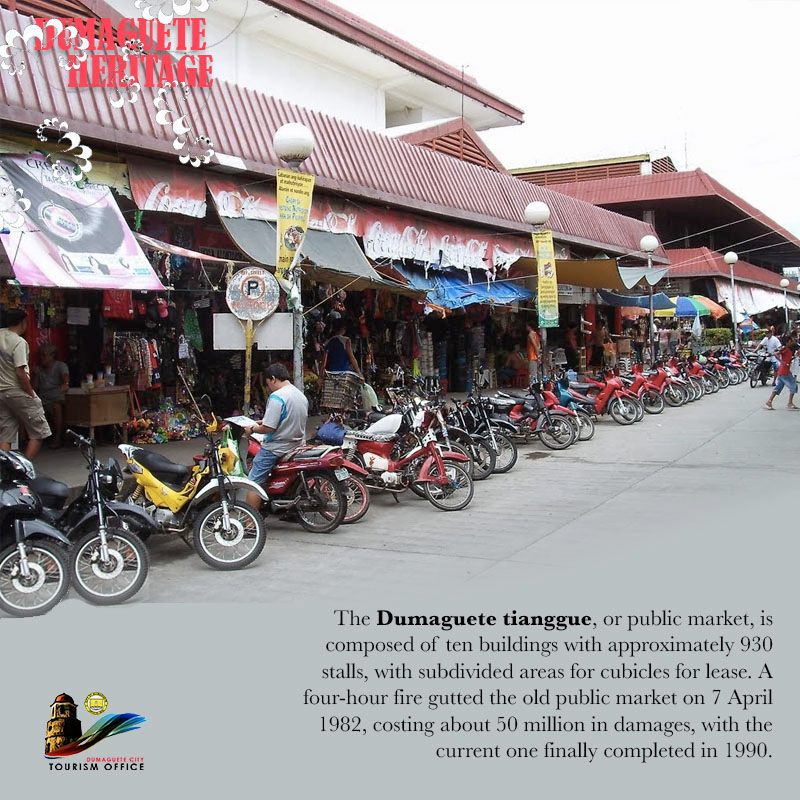 DUMAGUETE
HERITAGE
Coca-Cola
P
The Dumaguete tianggue, or public market, is
composed of ten buildings with approximately 930
stalls, with subdivided areas for cubicles for lease. A
four-hour fire gutted the old public market on 7 April
1982, costing about 50 million in damages, with the
current one finally completed in 1990.
DUMAGUETE CITY
TOURISM OFFICE